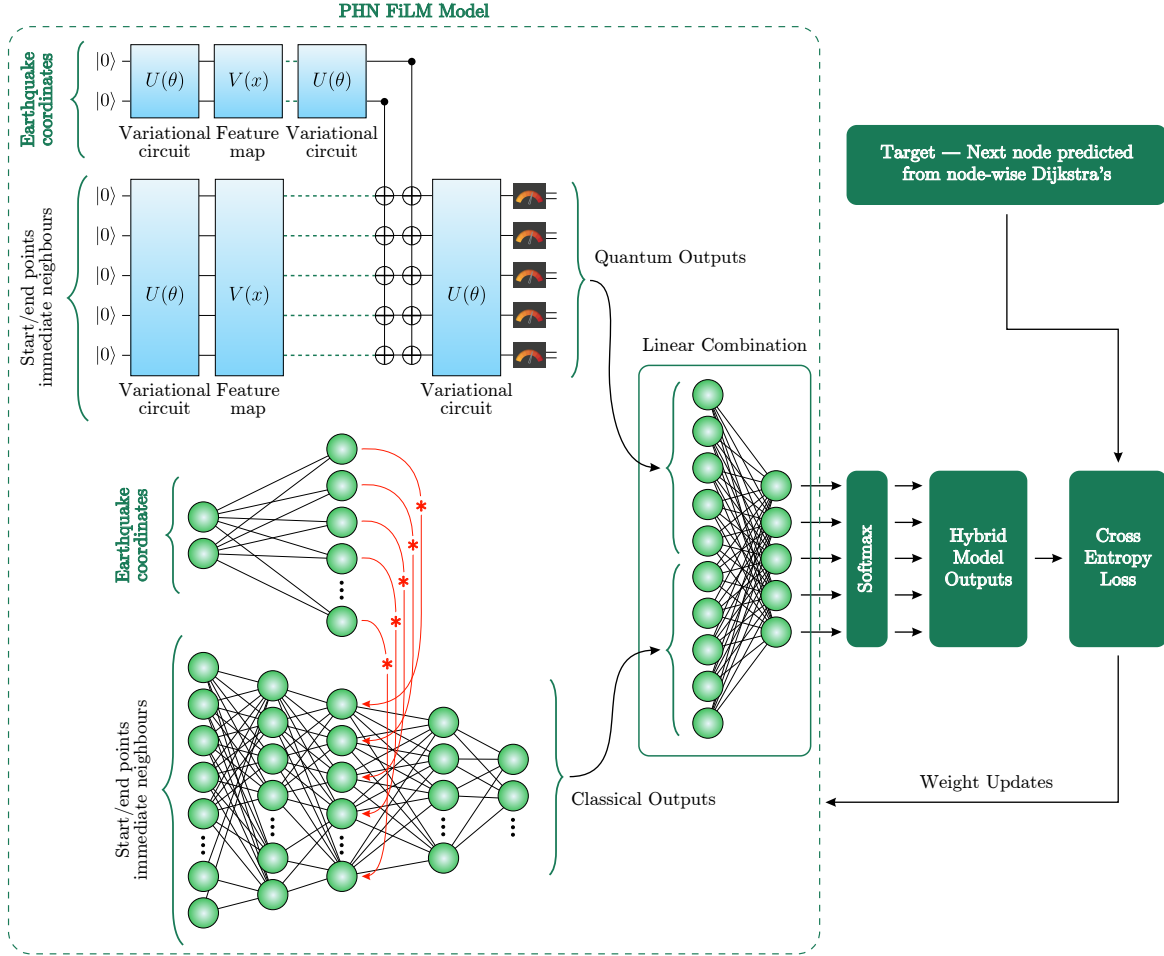 PHN FiLM Model
Earthquake
coordinates
|0⟩
|0⟩
U(θ)
V(x)
U(θ)
Variational
circuit
Feature
map
Variational
circuit
Start/end points
immediate neighbours
|0⟩
|0⟩
|0⟩
|0⟩
|0⟩
U(θ)
V(x)
U(θ)
Variational
circuit
Feature
map
Variational
circuit
Quantum Outputs
Linear Combination
Earthquake
coordinates
*
*
*
*
*
Start/end points
immediate neighbours
Classical Outputs
Target — Next node predicted
from node-wise Dijkstra's
Softmax
Hybrid
Model
Outputs
Cross
Entropy
Loss
Weight Updates